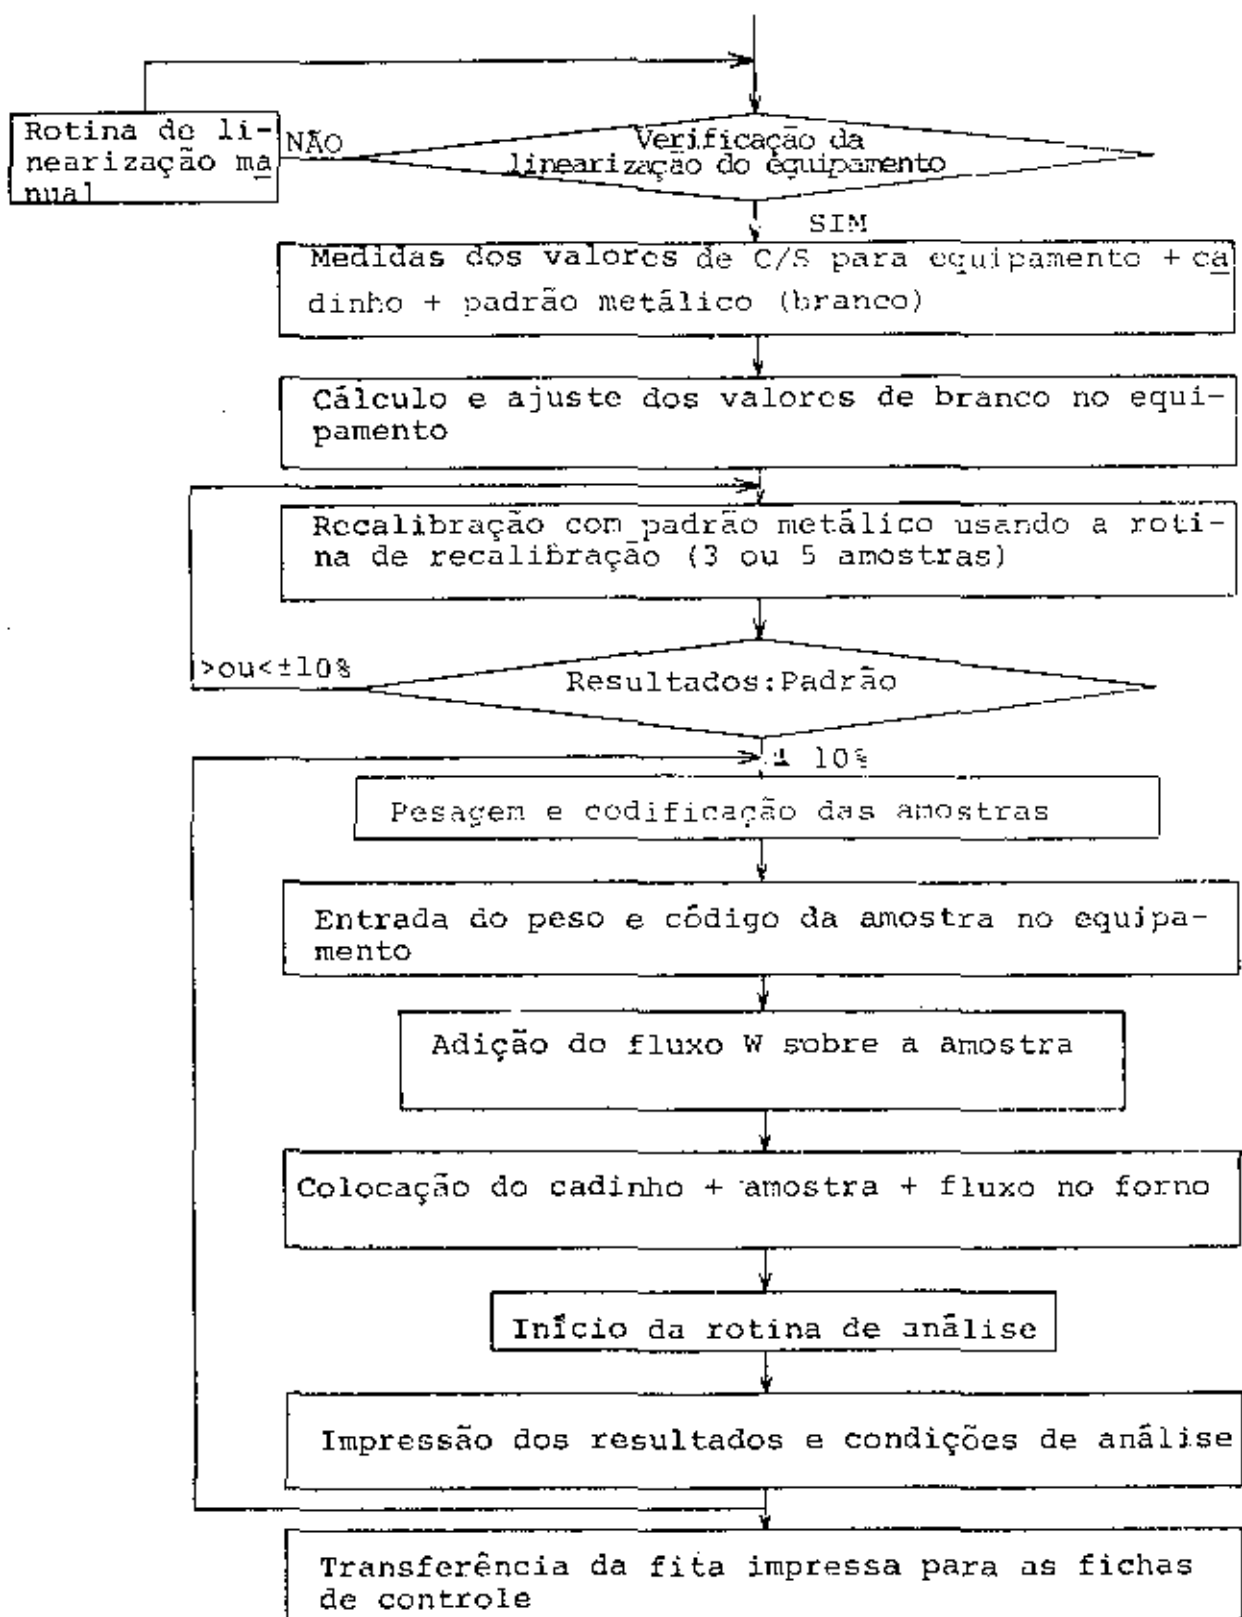 Rotina de li-
nearização ma
nual
NÃO
Verificação da
linearização do equipamento
SIM
Medidas dos valores de C/S para equipamento + ca
dinho + padrão metálico (branco)
Cálculo e ajuste dos valores de branco no equi-
pamento
Recalibração com padrão metálico usando a roti-
na de recalibração (3 ou 5 amostras)
>ou<±10%
Resultados:Padrão
± 10%
Pesagem e codificação das amostras
Entrada do peso e código da amostra no equipa-
mento
Adição do fluxo W sobre a Amostra
Colocação do cadinho + amostra + fluxo no forno
Início da rotina de análise
Impressão dos resultados e condições de análise
Transferência da fita impressa para as fichas
de controle